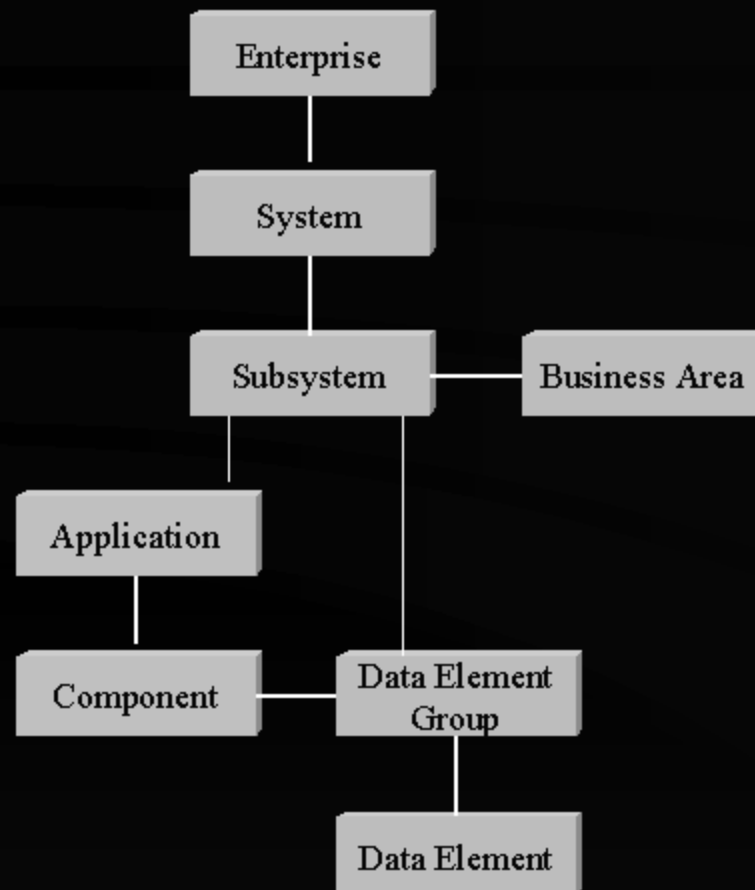 Enterprise
System
Subsystem
Business Area
Application
Component
Data Element
Group
Data Element